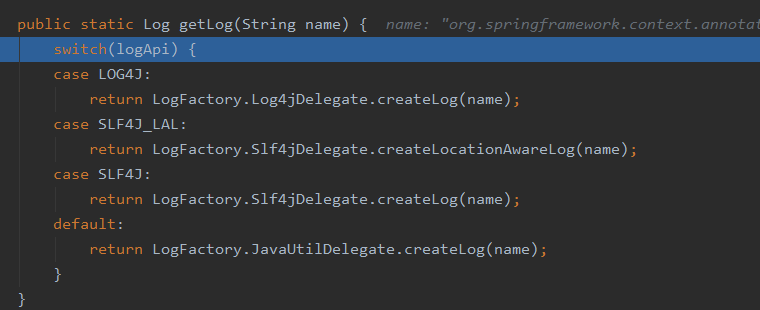 public static Log getLog(String name) { name: "org.springframework.context.annotat
switch(logApi) {
case LOG4J:
return LogFactory.Log4jDelegate.createLog(name);
case SLF4J_LAL:
return LogFactory.Slf4jDelegate.createLocationAwareLog(name);
case SLF4J:
return LogFactory.Slf4jDelegate.createLog(name);
default:
return LogFactory.JavaUtilDelegate.createLog(name);
}
}